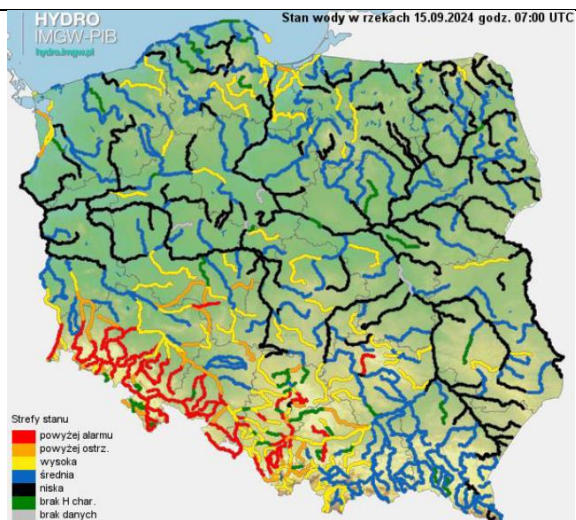 HYDRO
IMGW-PIB
hydro.imgw.pl
Stan wody w rzekach 15.09.2024 godz. 07:00 UTC
Strefy stanu
powyżej alarmu
powyżej ostrz.
wysoka
średnia
niska
brak H char.
brak danych